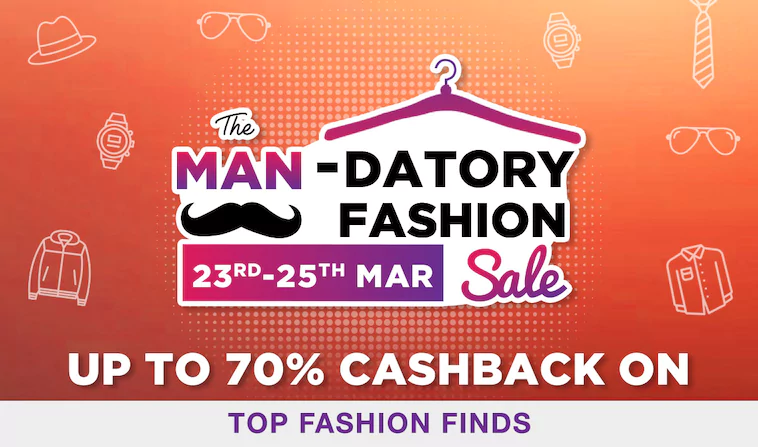 The
MAN-DATORY
FASHION
23RD-25TH MAR Sale
UP TO 70% CASHBACK ON
TOP FASHION FINDS